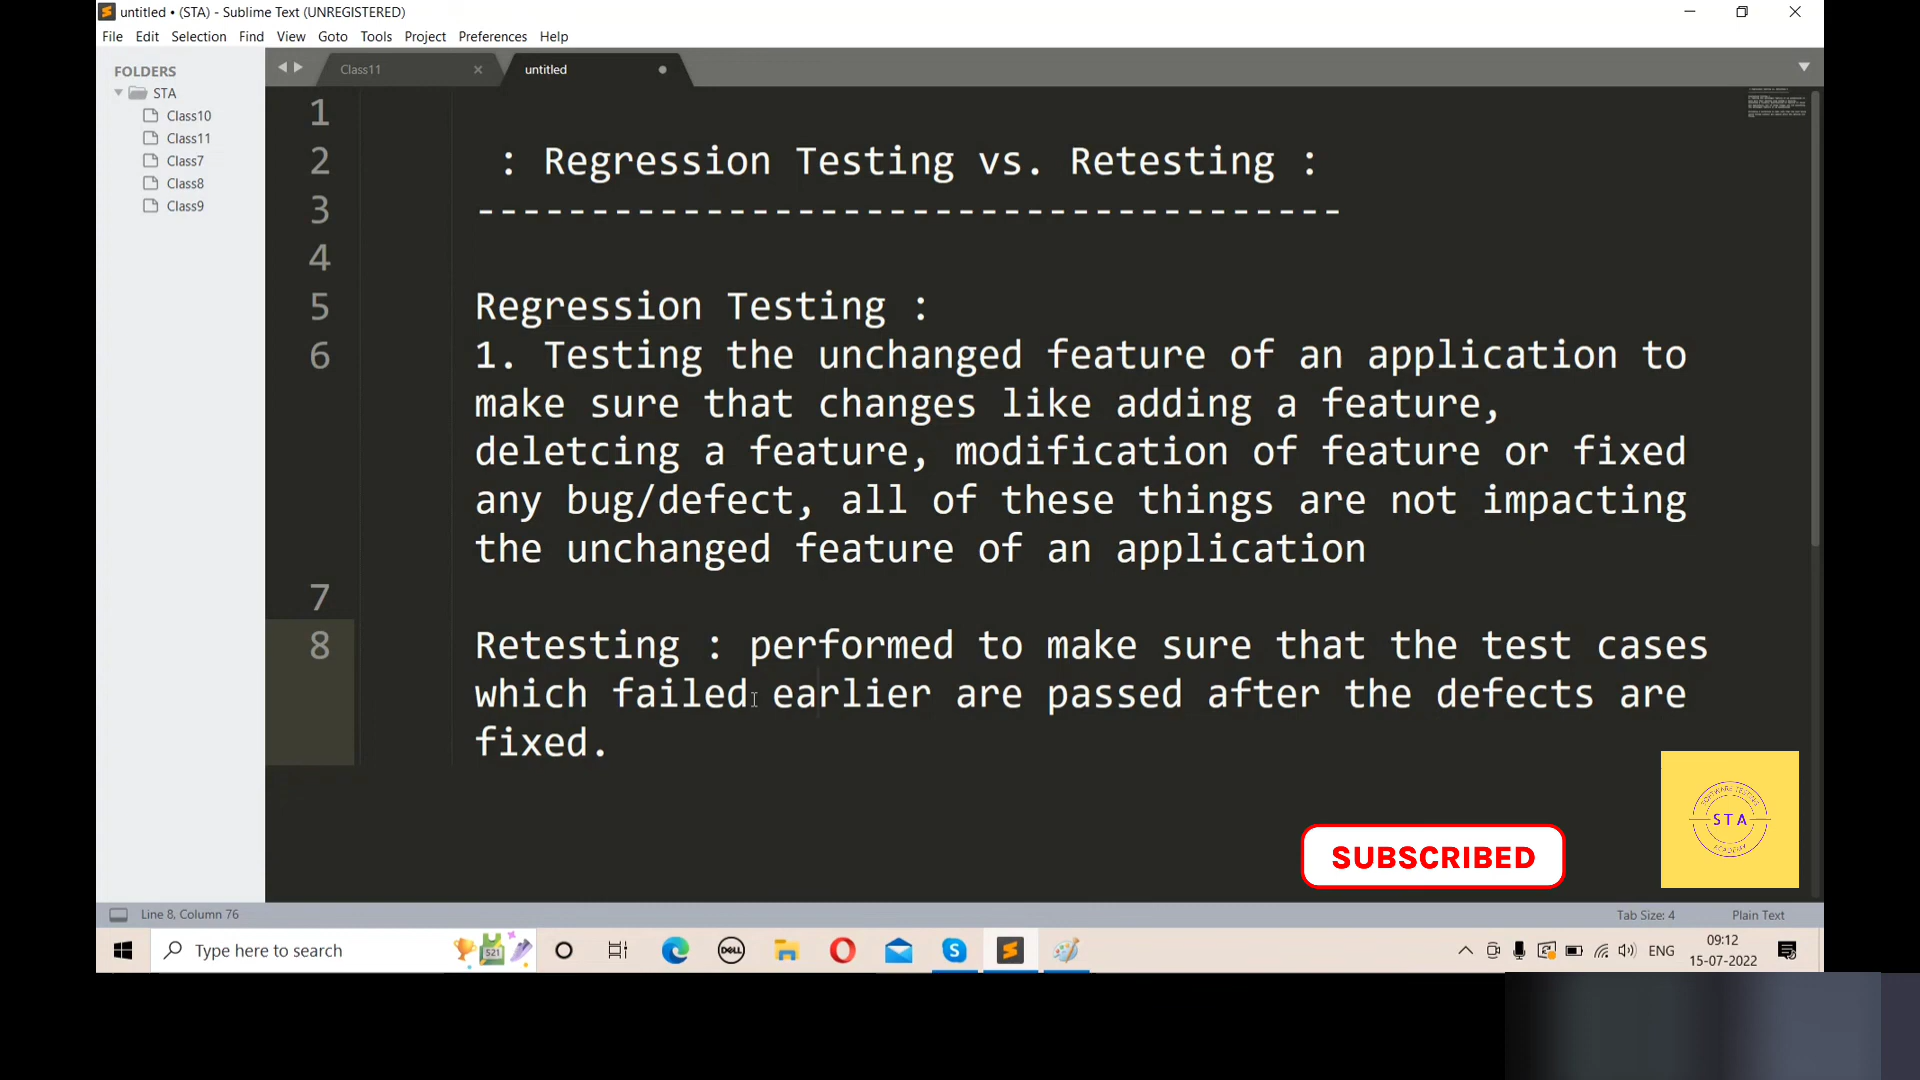 untitled • (STA) - Sublime Text (UNREGISTERED)
File Edit Selection Find View Goto Tools Project Preferences Help
FOLDERS
STA
Class10
Class11
Class7
Class8
Class9
Class11 untitled
1
2 : Regression Testing vs. Retesting :
3 --------------------------------------
4
5 Regression Testing :
6 1. Testing the unchanged feature of an application to
make sure that changes like adding a feature,
deletcing a feature, modification of feature or fixed
any bug/defect, all of these things are not impacting
the unchanged feature of an application
7
8 Retesting : performed to make sure that the test cases
which failed earlier are passed after the defects are
fixed.
SUBSCRIBED
SOFTWARE TESTING
STA
ACADEMY
Line 8, Column 76 Tab Size: 4 Plain Text
Type here to search
521
DELL
ENG
09:12
15-07-2022